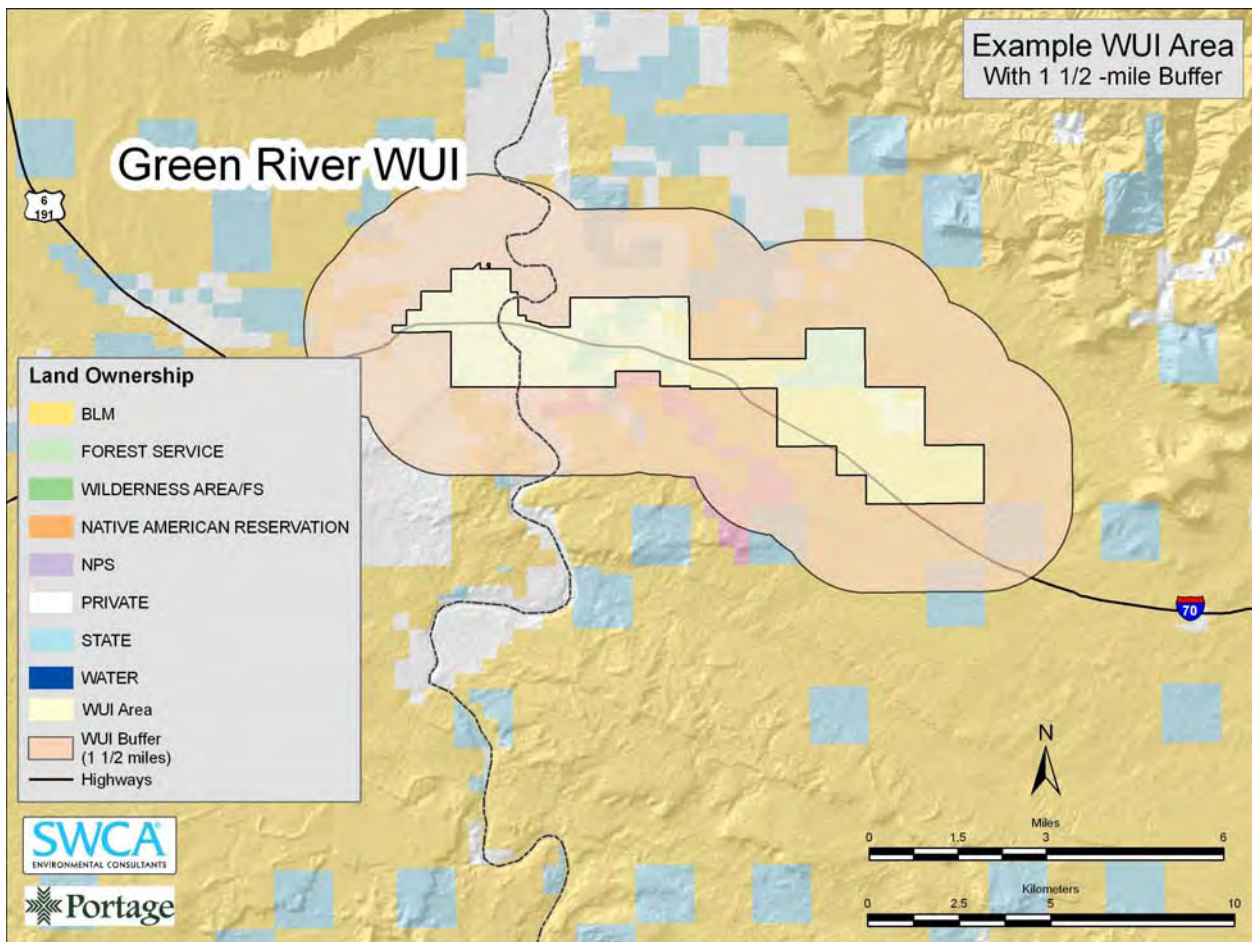 Example WUI Area
With 1 1/2 -mile Buffer
Green River WUI
6
191
Land Ownership
BLM
FOREST SERVICE
WILDERNESS AREA/FS
NATIVE AMERICAN RESERVATION
NPS
PRIVATE
STATE
WATER
WUI Area
WUI Buffer
(1 1/2 miles)
Highways
70
N
Miles
0 1.5 3 6
Kilometers
0 2.5 5 10
SWCA®
ENVIRONMENTAL CONSULTANTS
Portage